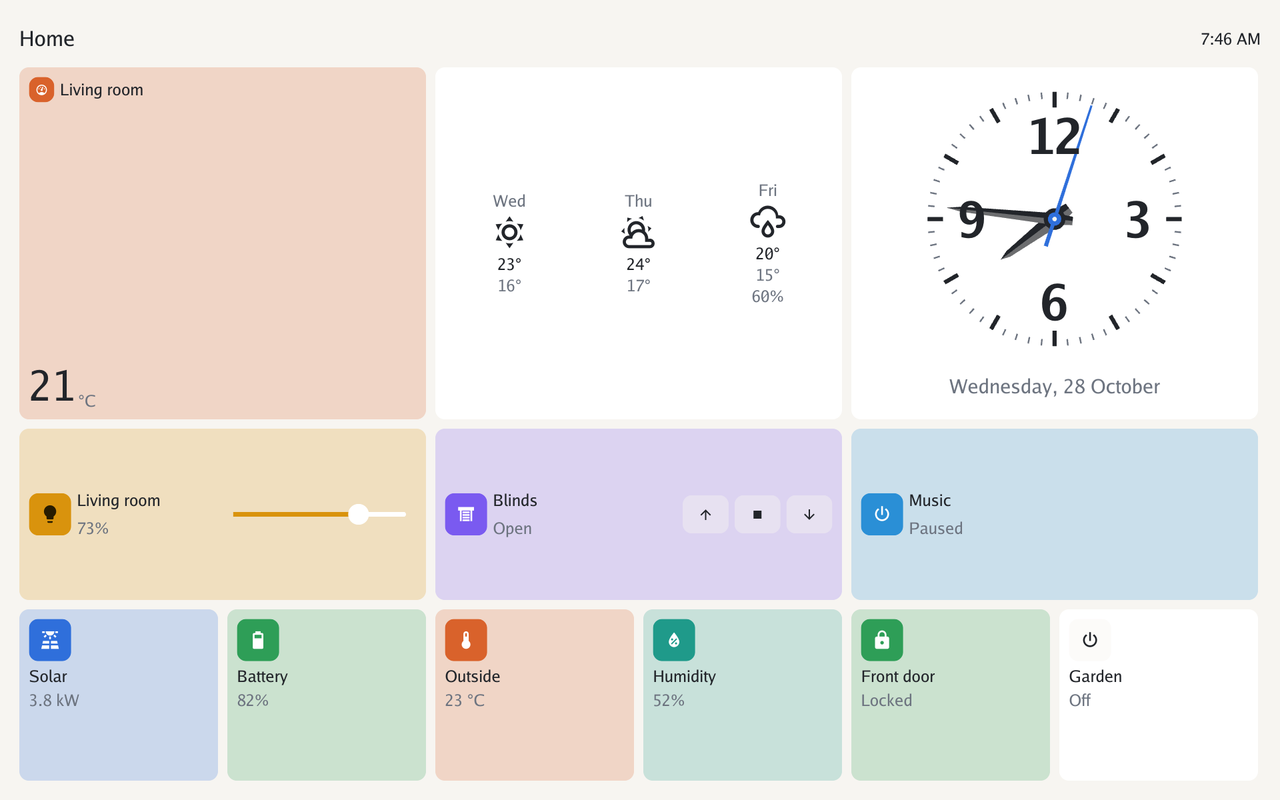 Home
7:46 AM
Living room
21 °C
Wed
23°
16°
Thu
24°
17°
Fri
20°
15°
60%
12
9
3
6
Wednesday, 28 October
Living room
73%
Blinds
Open
Music
Paused
Solar
3.8 kW
Battery
82%
Outside
23 °C
Humidity
52%
Front door
Locked
Garden
Off